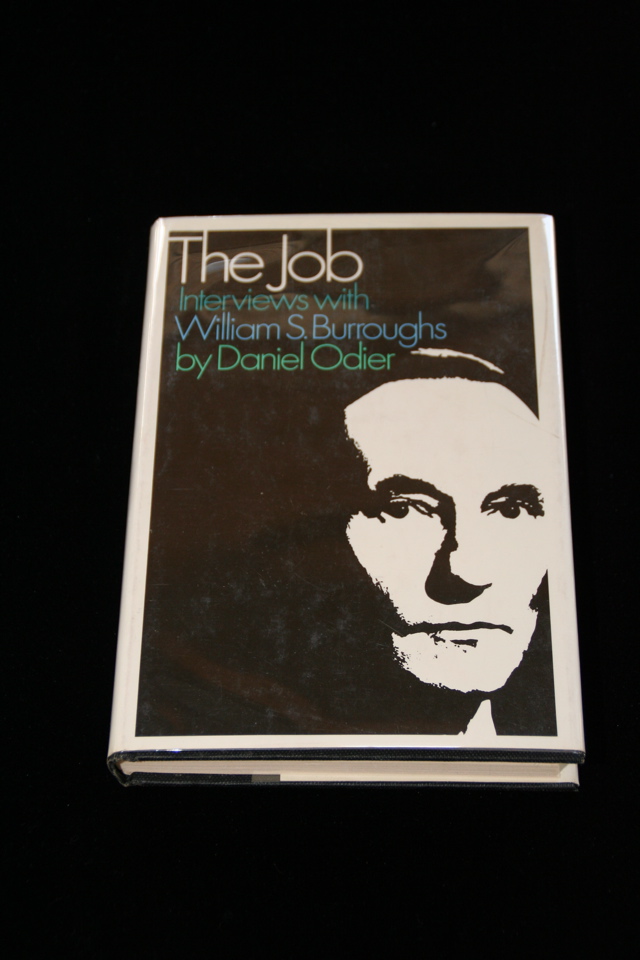 The Job
Interviews with
William S. Burroughs
by Daniel Odier